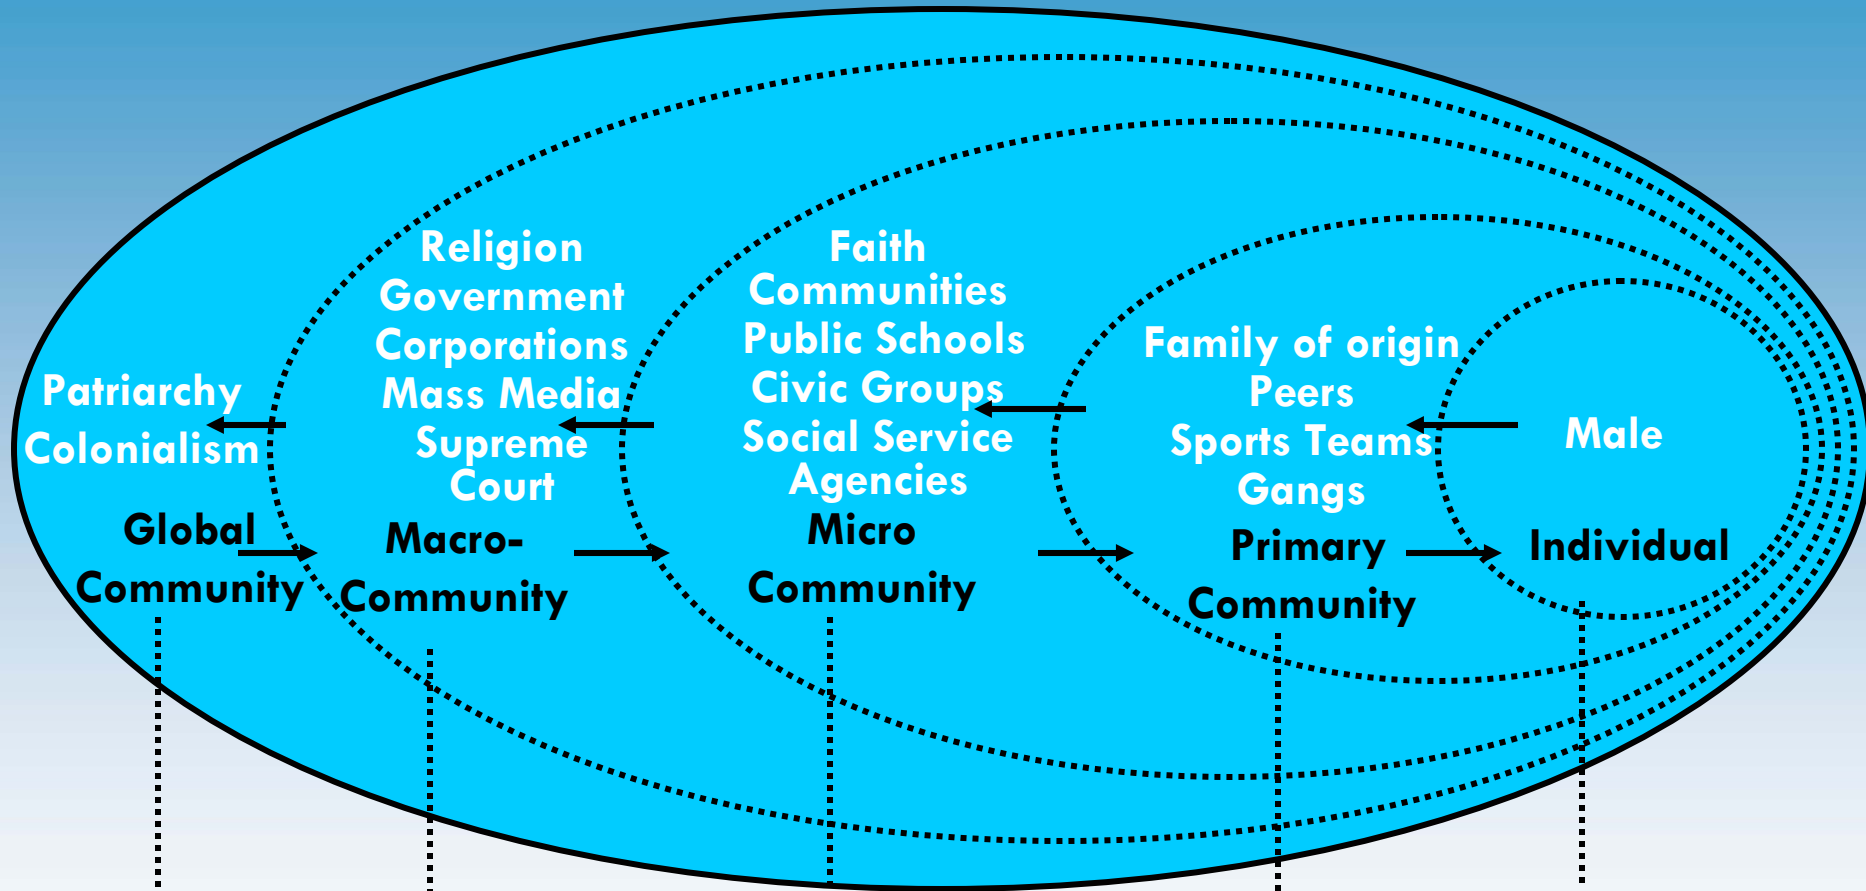 Patriarchy
Colonialism
Global
Community
Religion
Government
Corporations
Mass Media
Supreme
Court
Macro-
Community
Faith
Communities
Public Schools
Civic Groups
Social Service
Agencies
Micro
Community
Family of origin
Peers
Sports Teams
Gangs
Primary
Community
Male
Individual